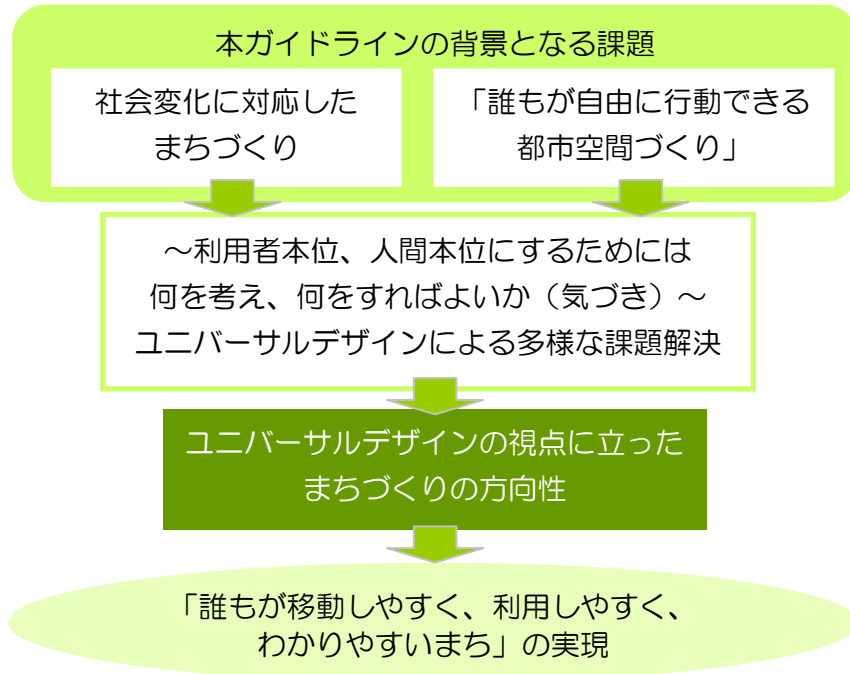 本ガイドラインの背景となる課題
社会変化に対応した
まちづくり
「誰もが自由に行動できる
都市空間づくり」
～利用者本位、人間本位にするためには
何を考え、何をすればよいか（気づき）～
ユニバーサルデザインによる多様な課題解決
ユニバーサルデザインの視点に立った
まちづくりの方向性
「誰もが移動しやすく、利用しやすく、
わかりやすいまち」の実現